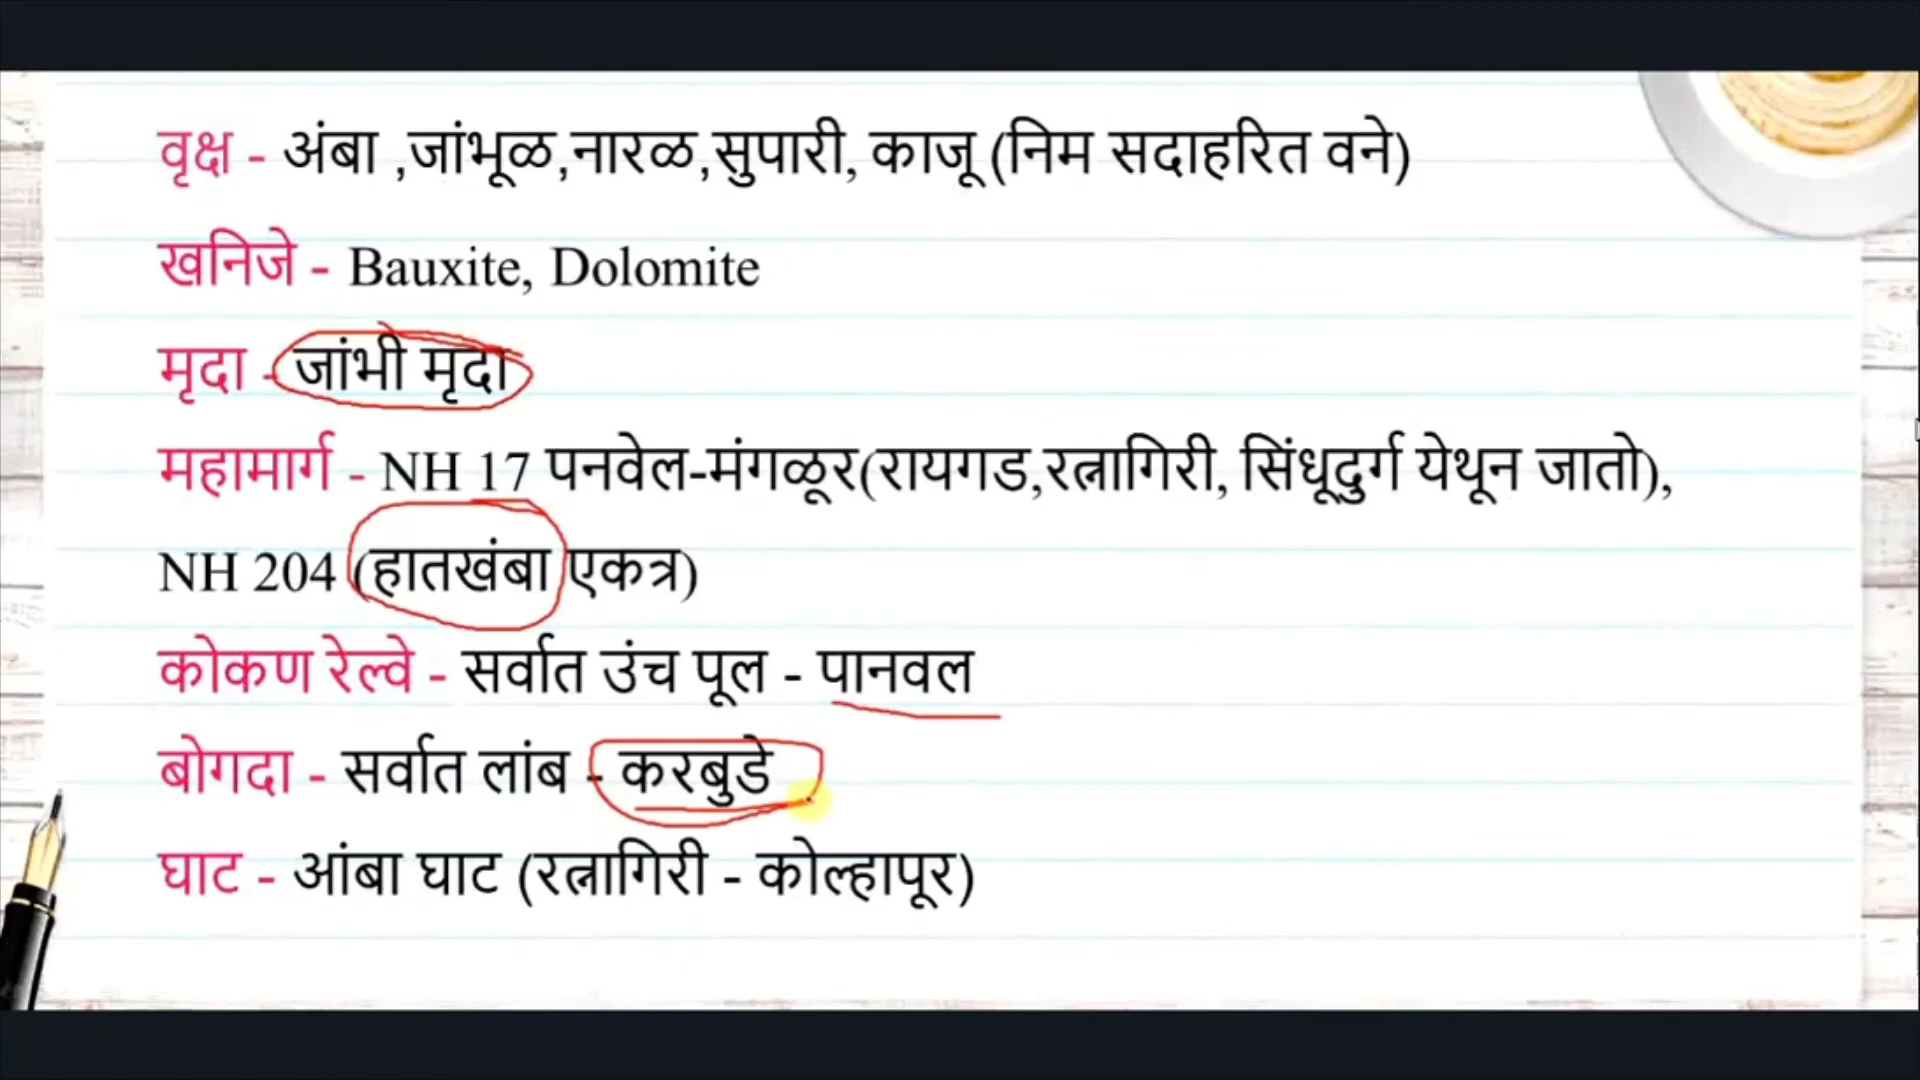 वृक्ष - अंबा ,जांभूळ,नारळ,सुपारी, काजू (निम सदाहरित वने)
खनिजे - Bauxite, Dolomite
मृदा - जांभी मृदा
महामार्ग - NH 17 पनवेल-मंगळूर(रायगड,रत्नागिरी, सिंधूदुर्ग येथून जातो),
NH 204 (हातखंबा एकत्र)
कोकण रेल्वे - सर्वात उंच पूल - पानवल
बोगदा - सर्वात लांब - करबुडे
घाट - आंबा घाट (रत्नागिरी - कोल्हापूर)